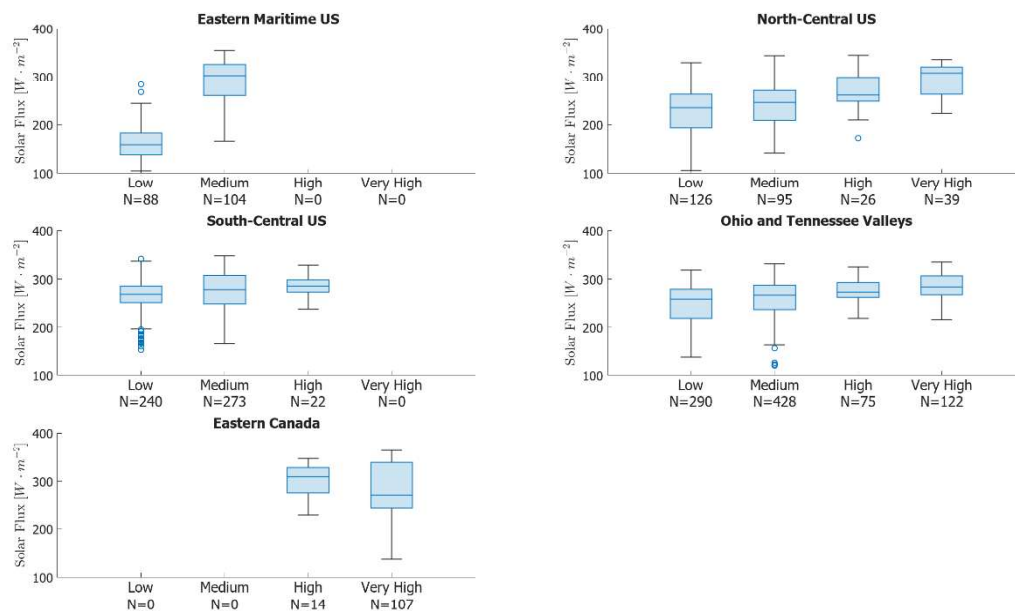 Eastern Maritime US
Solar Flux [W · m⁻²]
400
300
200
100
Low Medium High Very High
N=88 N=104 N=0 N=0
North-Central US
Solar Flux [W · m⁻²]
400
300
200
100
Low Medium High Very High
N=126 N=95 N=26 N=39
South-Central US
Solar Flux [W · m⁻²]
400
300
200
100
Low Medium High Very High
N=240 N=273 N=22 N=0
Ohio and Tennessee Valleys
Solar Flux [W · m⁻²]
400
300
200
100
Low Medium High Very High
N=290 N=428 N=75 N=122
Eastern Canada
Solar Flux [W · m⁻²]
400
300
200
100
Low Medium High Very High
N=0 N=0 N=14 N=107